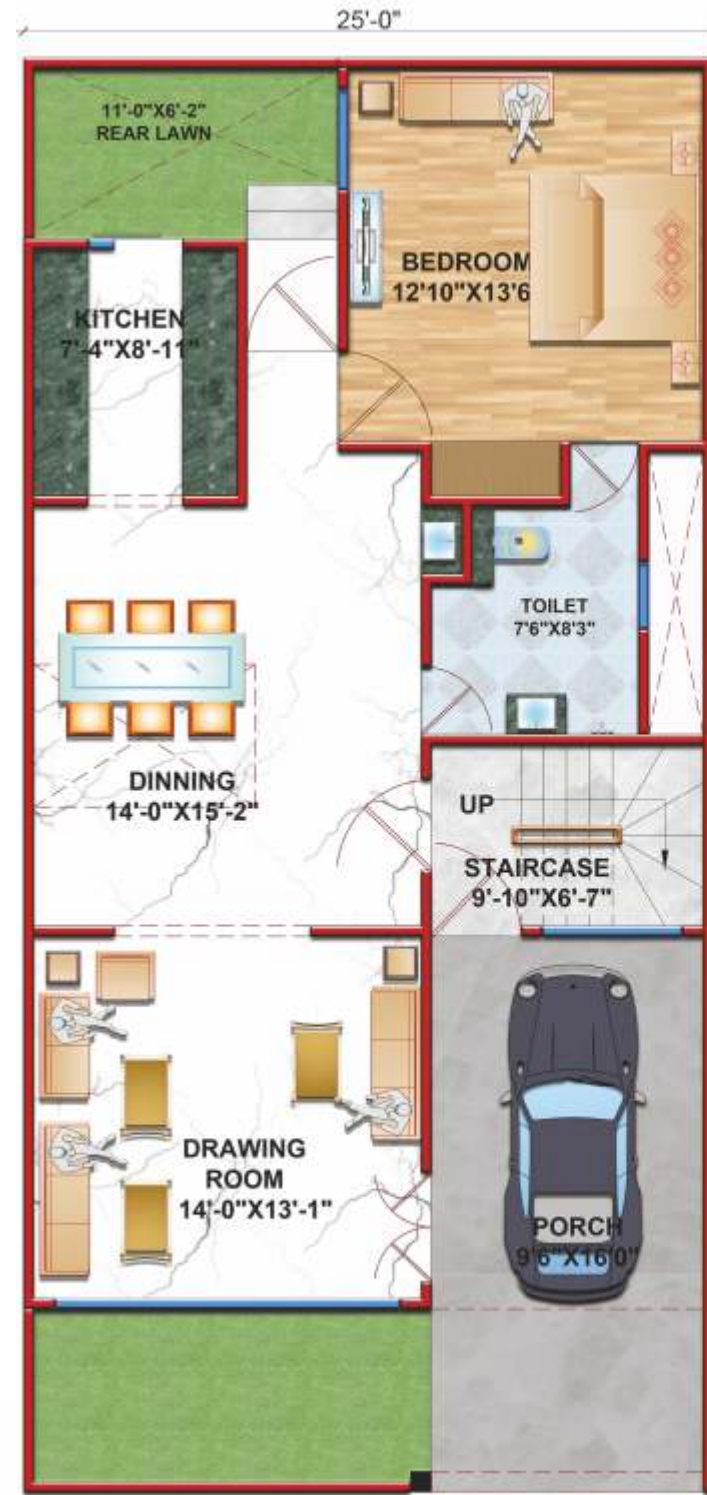 25'-0"
11'-0"X6'-2"
REAR LAWN
BEDROOM
12'10"X13'6
KITCHEN
7'-4"X8'-11"
TOILET
7'6"X8'3"
DINNING
14'-0"X15'-2"
UP
STAIRCASE
9'-10"X6'-7"
DRAWING
ROOM
14'-0"X13'-1"
PORCH
9'6"X16'0"